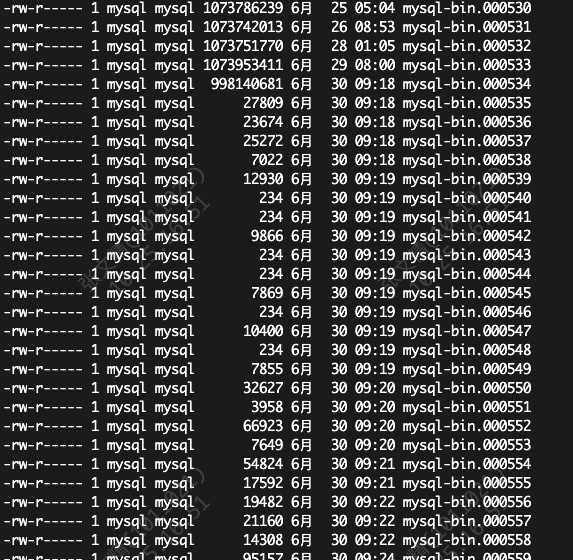 -rw-r----- 1 mysql mysql 1073786239 6月  25 05:04 mysql-bin.000530
-rw-r----- 1 mysql mysql 1073742013 6月  26 08:53 mysql-bin.000531
-rw-r----- 1 mysql mysql 1073751770 6月  28 01:05 mysql-bin.000532
-rw-r----- 1 mysql mysql 1073953411 6月  29 08:00 mysql-bin.000533
-rw-r----- 1 mysql mysql  998140681 6月  30 09:18 mysql-bin.000534
-rw-r----- 1 mysql mysql      27809 6月  30 09:18 mysql-bin.000535
-rw-r----- 1 mysql mysql      23674 6月  30 09:18 mysql-bin.000536
-rw-r----- 1 mysql mysql      25272 6月  30 09:18 mysql-bin.000537
-rw-r----- 1 mysql mysql       7022 6月  30 09:18 mysql-bin.000538
-rw-r----- 1 mysql mysql      12930 6月  30 09:19 mysql-bin.000539
-rw-r----- 1 mysql mysql        234 6月  30 09:19 mysql-bin.000540
-rw-r----- 1 mysql mysql        234 6月  30 09:19 mysql-bin.000541
-rw-r----- 1 mysql mysql       9866 6月  30 09:19 mysql-bin.000542
-rw-r----- 1 mysql mysql        234 6月  30 09:19 mysql-bin.000543
-rw-r----- 1 mysql mysql        234 6月  30 09:19 mysql-bin.000544
-rw-r----- 1 mysql mysql       7869 6月  30 09:19 mysql-bin.000545
-rw-r----- 1 mysql mysql        234 6月  30 09:19 mysql-bin.000546
-rw-r----- 1 mysql mysql      10400 6月  30 09:19 mysql-bin.000547
-rw-r----- 1 mysql mysql        234 6月  30 09:19 mysql-bin.000548
-rw-r----- 1 mysql mysql       7855 6月  30 09:19 mysql-bin.000549
-rw-r----- 1 mysql mysql      32627 6月  30 09:20 mysql-bin.000550
-rw-r----- 1 mysql mysql       3958 6月  30 09:20 mysql-bin.000551
-rw-r----- 1 mysql mysql      66923 6月  30 09:20 mysql-bin.000552
-rw-r----- 1 mysql mysql       7649 6月  30 09:20 mysql-bin.000553
-rw-r----- 1 mysql mysql      54824 6月  30 09:21 mysql-bin.000554
-rw-r----- 1 mysql mysql      17592 6月  30 09:21 mysql-bin.000555
-rw-r----- 1 mysql mysql      19482 6月  30 09:22 mysql-bin.000556
-rw-r----- 1 mysql mysql      21160 6月  30 09:22 mysql-bin.000557
-rw-r----- 1 mysql mysql      14308 6月  30 09:22 mysql-bin.000558
-rw-r----- 1 mysql mysql      95157 6月  30 09:24 mysql-bin.000559